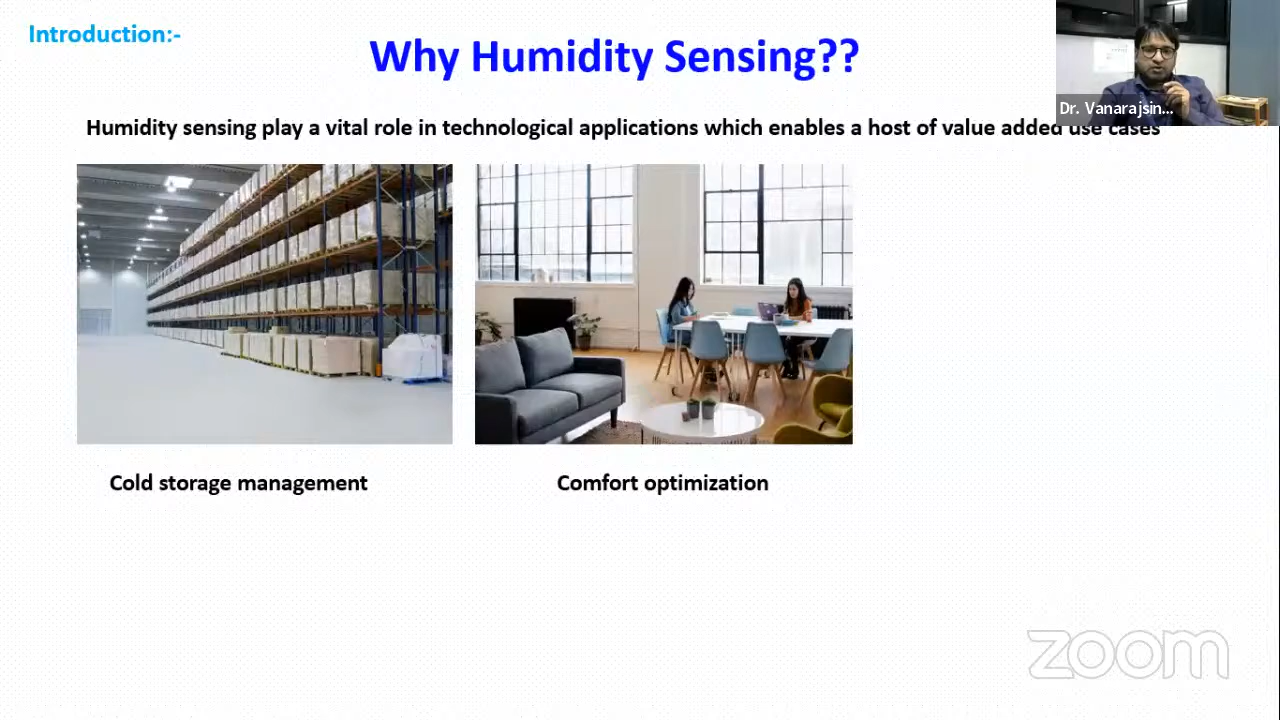 Introduction:-
Why Humidity Sensing??
Dr. Vanarajsin...
Humidity sensing play a vital role in technological applications which enables a host of value added use cases
Cold storage management
Comfort optimization
zoom